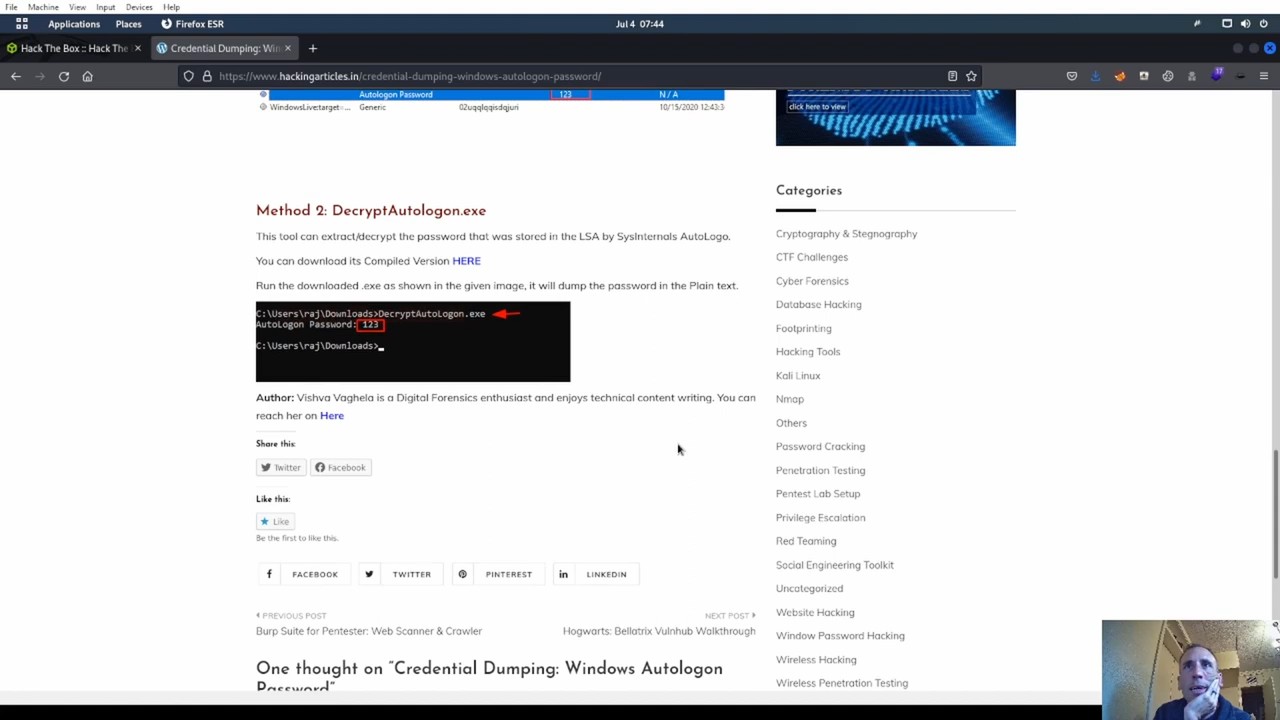 File Machine View Input Devices Help
Applications Places Firefox ESR Jul 4 07:44
Hack The Box :: Hack The Credential Dumping: Win
https://www.hackingarticles.in/credential-dumping-windows-autologon-password/
Autologon Password 123 N / A
WindowsLive:target=... Generic 02uqqlqqisdqjuri 10/15/2020 12:43:3
click here to view
Method 2: DecryptAutologon.exe
This tool can extract/decrypt the password that was stored in the LSA by SysInternals AutoLogo.
You can download its Compiled Version HERE
Run the downloaded .exe as shown in the given image, it will dump the password in the Plain text.
C:\Users\raj\Downloads>DecryptAutoLogon.exe
AutoLogon Password: 123
C:\Users\raj\Downloads>
Author: Vishva Vaghela is a Digital Forensics enthusiast and enjoys technical content writing. You can
reach her on Here
Share this:
Twitter Facebook
Like this:
Like
Be the first to like this.
FACEBOOK TWITTER PINTEREST LINKEDIN
PREVIOUS POST NEXT POST
Burp Suite for Pentester: Web Scanner & Crawler Hogwarts: Bellatrix Vulnhub Walkthrough
One thought on “Credential Dumping: Windows Autologon
Password”
Categories
Cryptography & Stegnography
CTF Challenges
Cyber Forensics
Database Hacking
Footprinting
Hacking Tools
Kali Linux
Nmap
Others
Password Cracking
Penetration Testing
Pentest Lab Setup
Privilege Escalation
Red Teaming
Social Engineering Toolkit
Uncategorized
Website Hacking
Window Password Hacking
Wireless Hacking
Wireless Penetration Testing